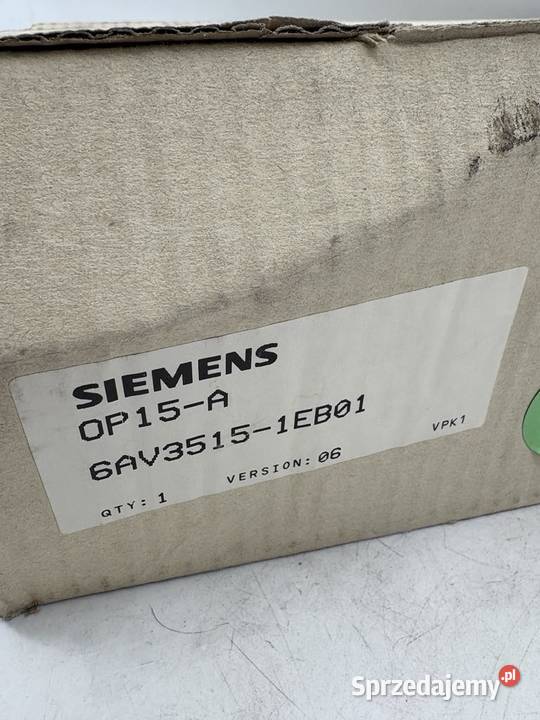 SIEMENS
OP15-A
6AV3515-1EB01
QTY: 1 VERSION: 06 VPK1
Sprzedajemy.pl